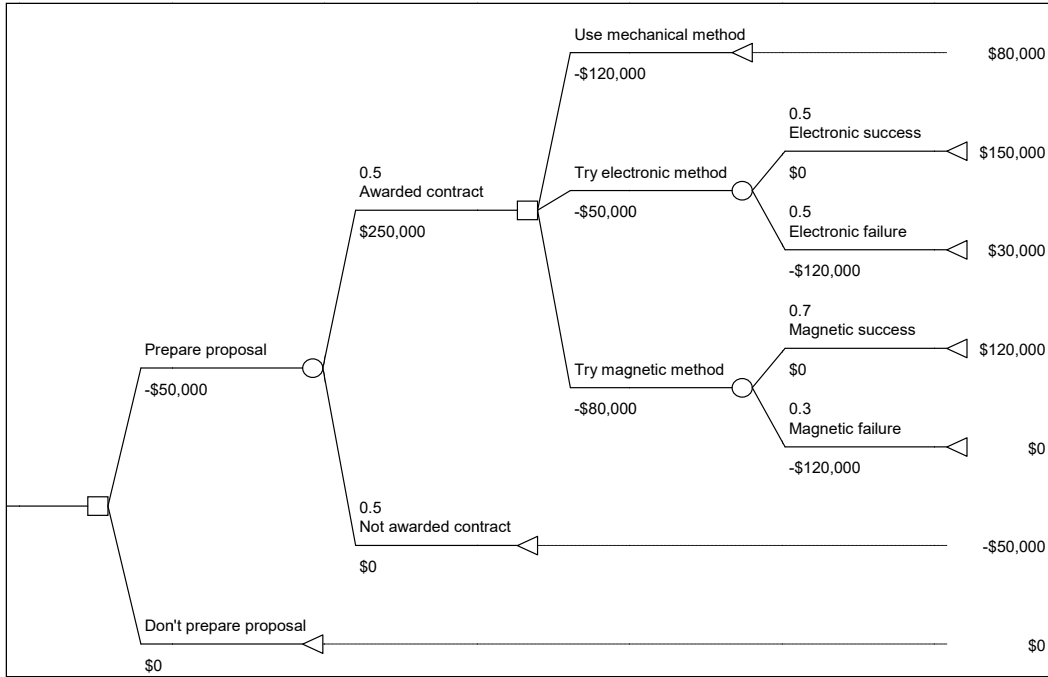 Use mechanical method
$80,000
-$120,000
0.5
Electronic success
$150,000
0.5
Try electronic method
$0
Awarded contract
-$50,000
0.5
$250,000
Electronic failure
$30,000
-$120,000
0.7
Magnetic success
Prepare proposal
$120,000
Try magnetic method
$0
-$50,000
-$80,000
0.3
Magnetic failure
$0
-$120,000
0.5
Not awarded contract
-$50,000
$0
Don't prepare proposal
$0
$0